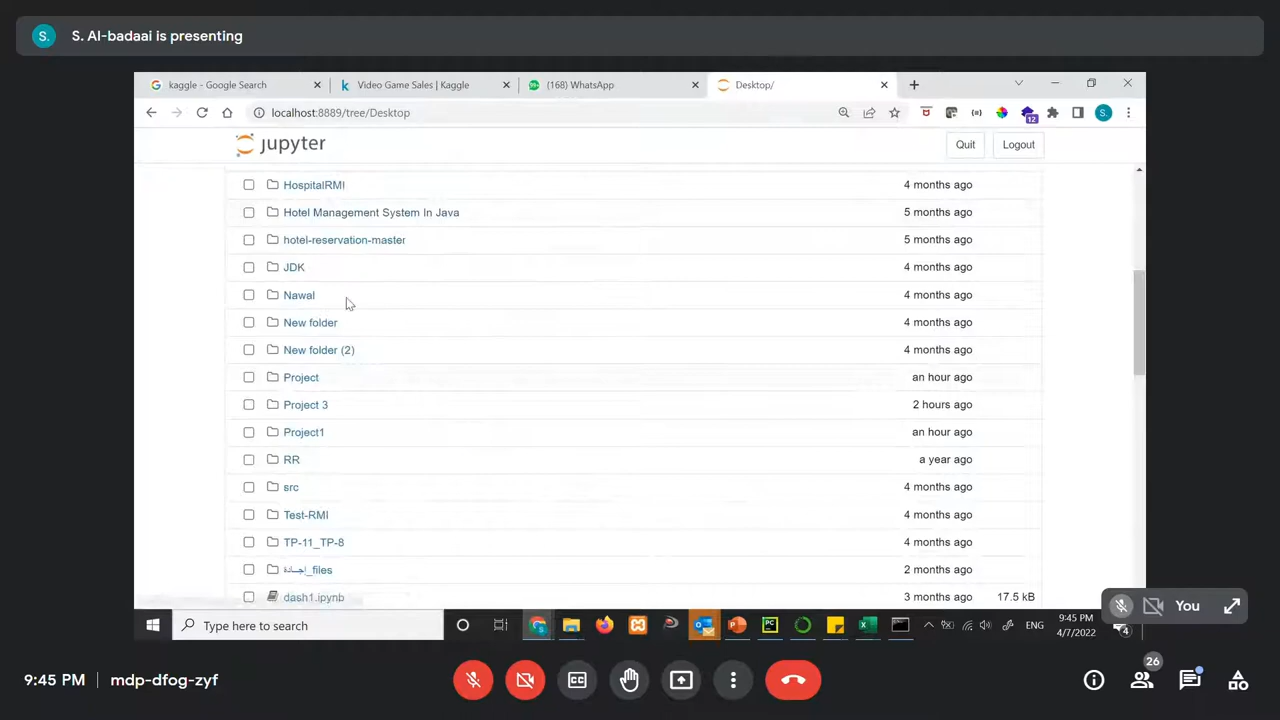 S. S. Al-badaai is presenting
kaggle - Google Search
Video Game Sales | Kaggle
(168) WhatsApp
Desktop/
localhost:8889/tree/Desktop
12
S.
jupyter
Quit
Logout
HospitalRMI 4 months ago
Hotel Management System In Java 5 months ago
hotel-reservation-master 5 months ago
JDK 4 months ago
Nawal 4 months ago
New folder 4 months ago
New folder (2) 4 months ago
Project an hour ago
Project 3 2 hours ago
Project1 an hour ago
RR a year ago
src 4 months ago
Test-RMI 4 months ago
TP-11_TP-8 4 months ago
_files 2 months ago
dash1.ipynb 3 months ago 17.5 kB
You
Type here to search
ENG
9:45 PM
4/7/2022
4
9:45 PM | mdp-dfog-zyf
CC
26